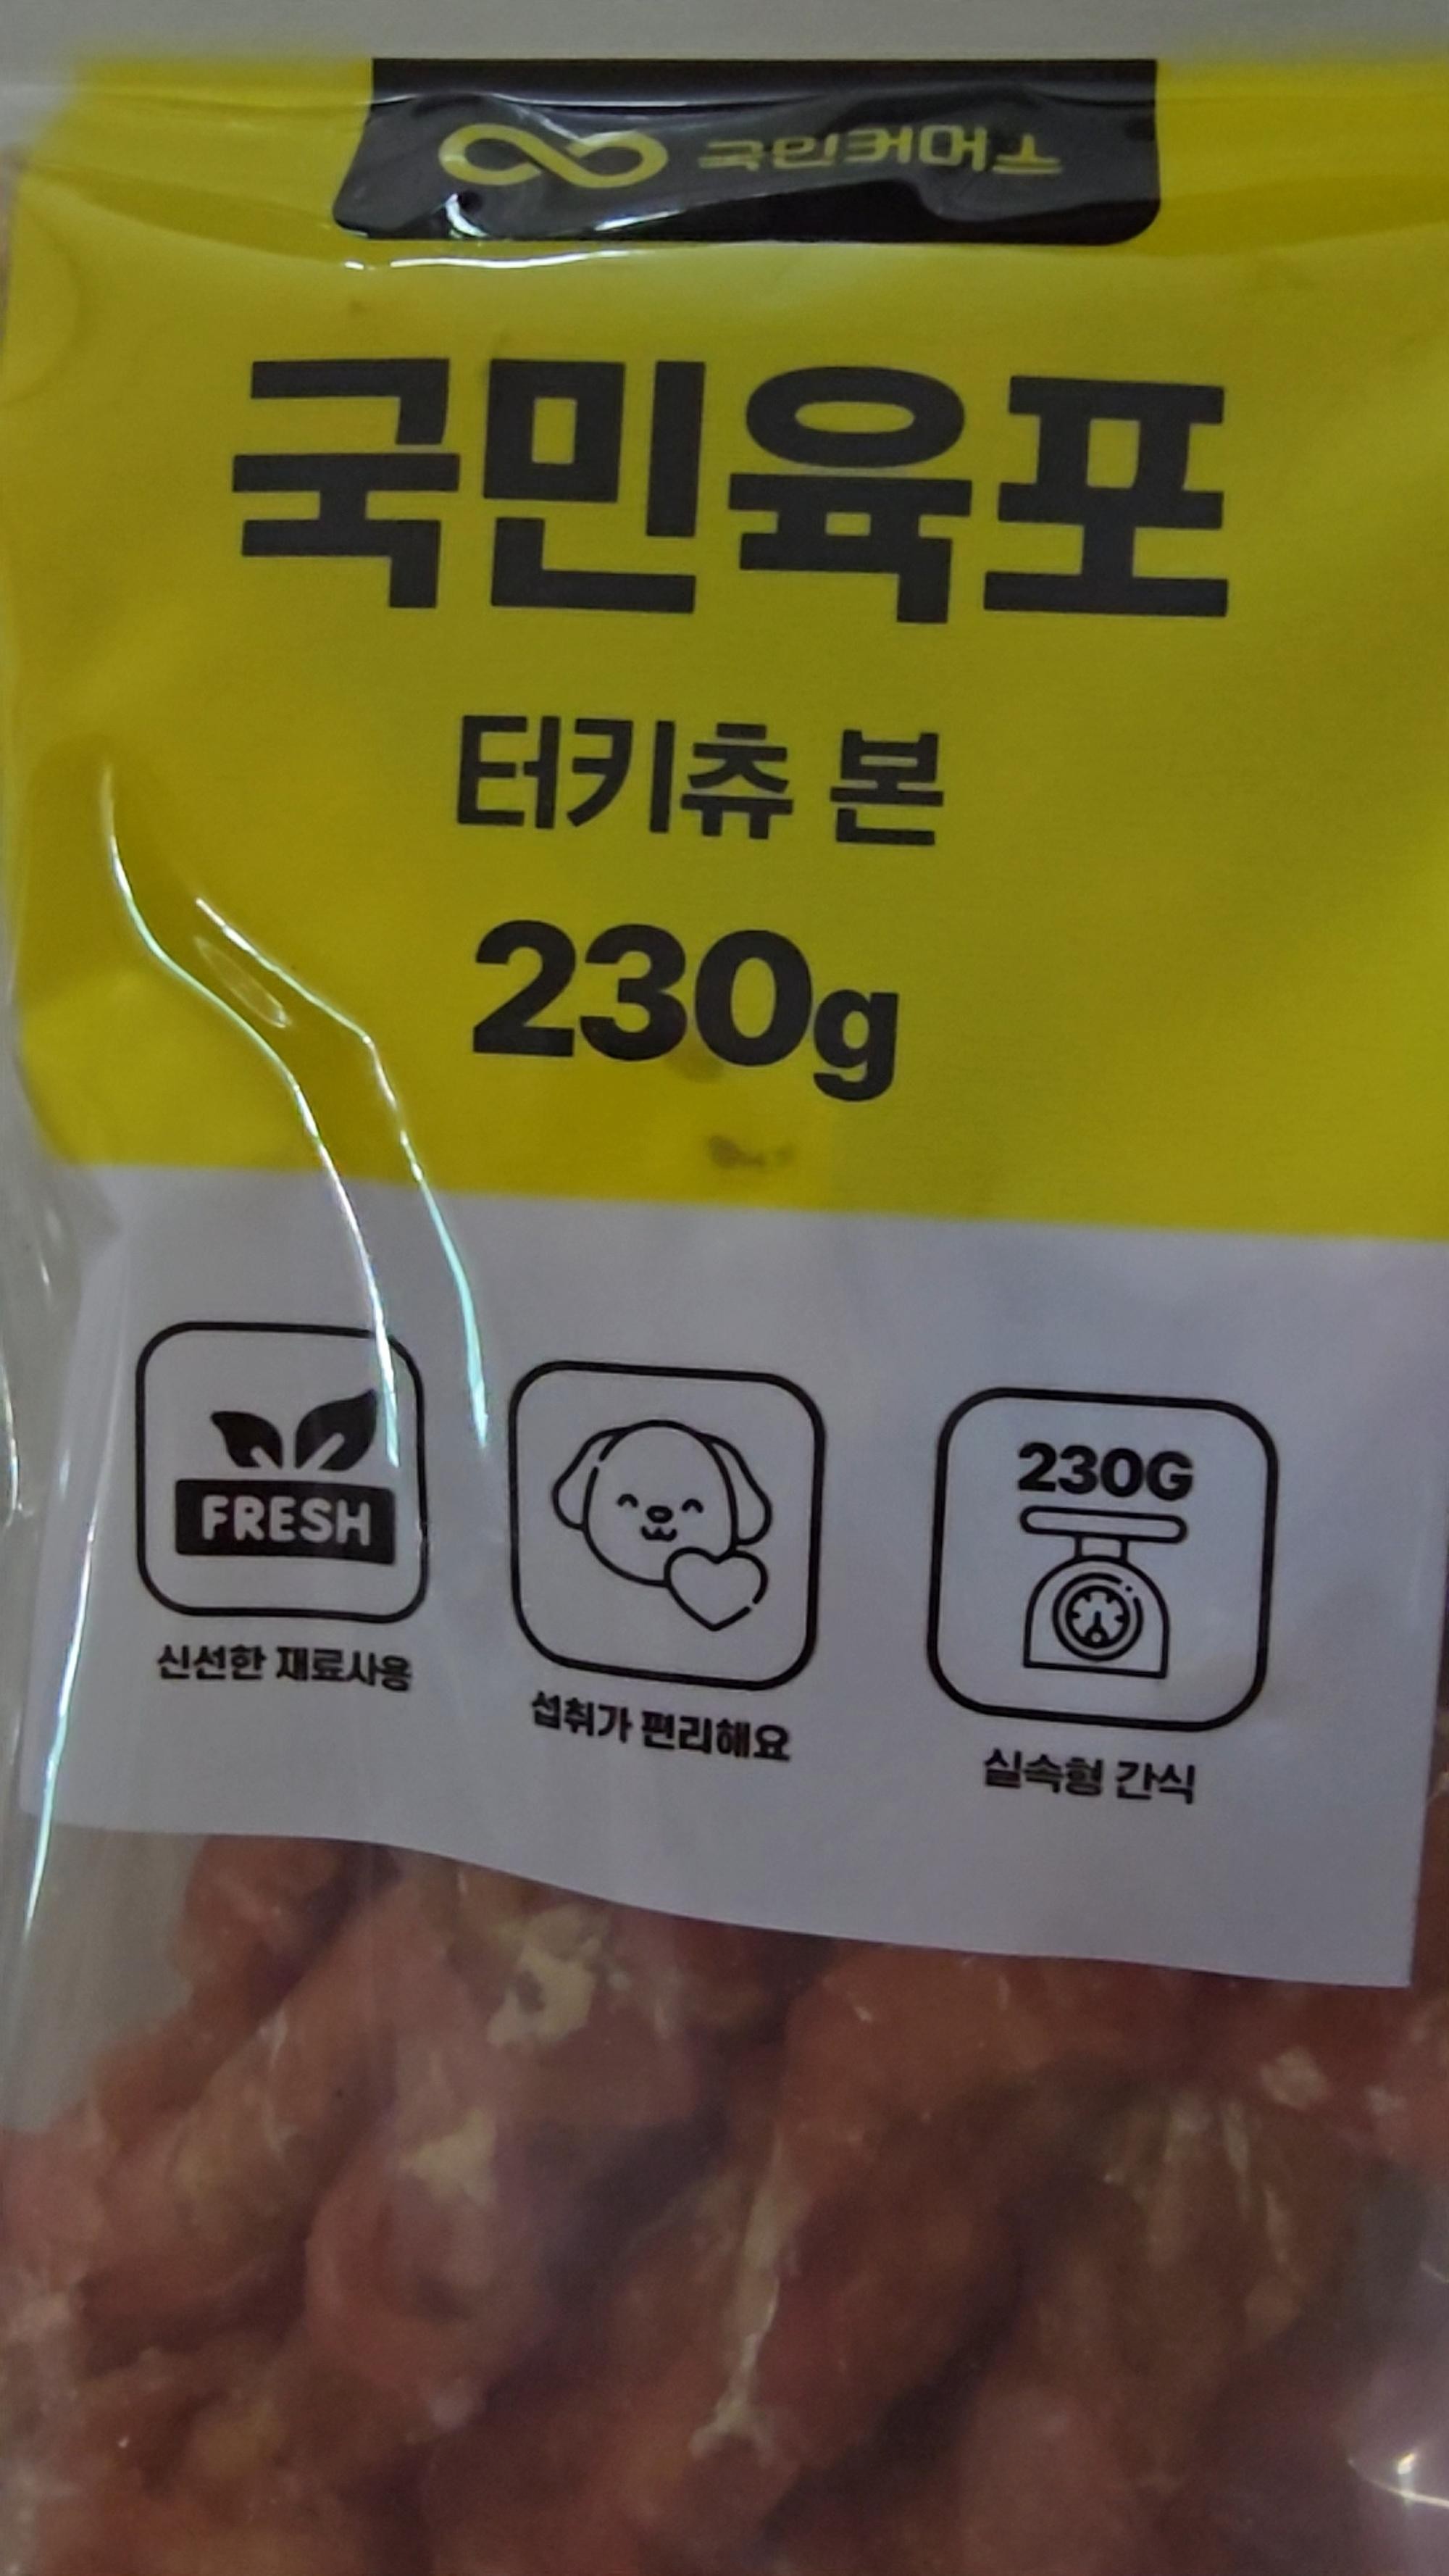 국민커머스
국민육포
터키츄 본
230g
FRESH
신선한 재료사용
섭취가 편리해요
230G
실속형 간식